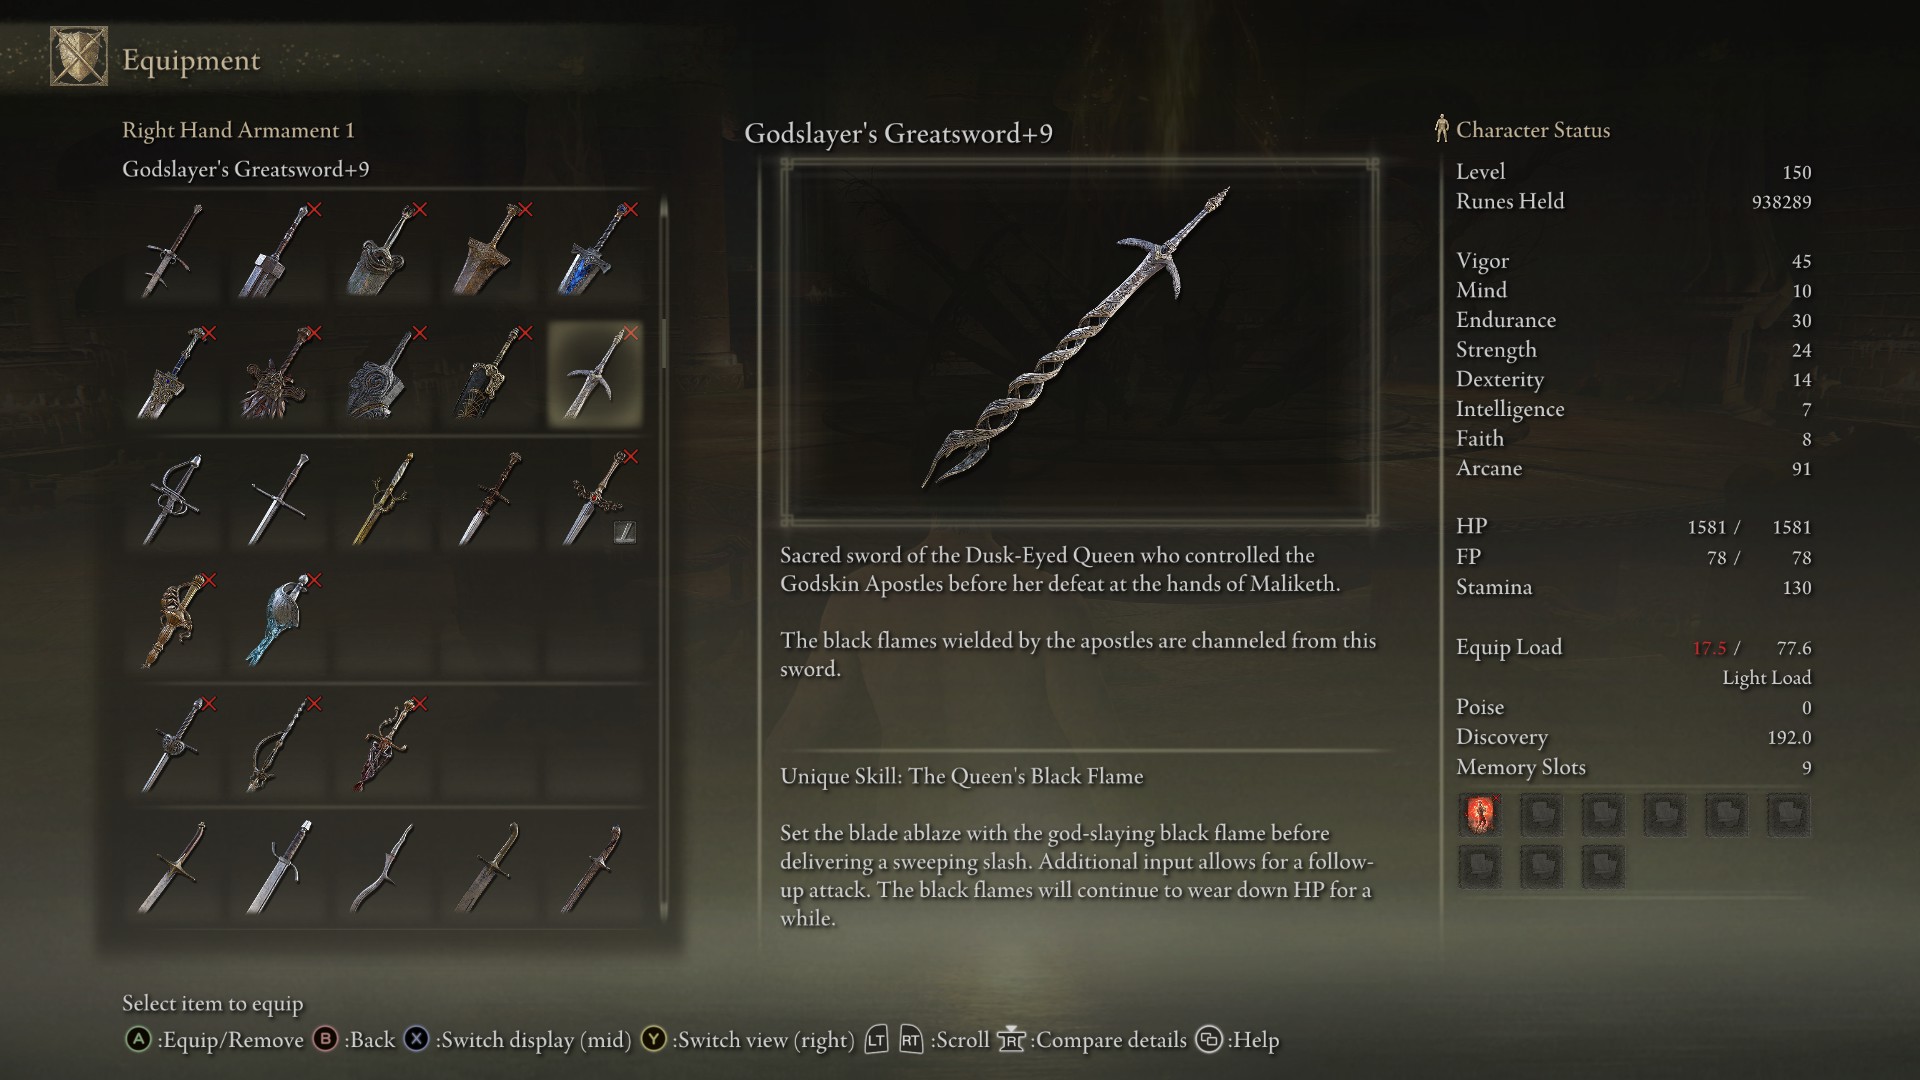 Equipment
Right Hand Armament 1
Godslayer's Greatsword+9
Godslayer's Greatsword+9
Sacred sword of the Dusk-Eyed Queen who controlled the
Godskin Apostles before her defeat at the hands of Maliketh.
The black flames wielded by the apostles are channeled from this
sword.
Unique Skill: The Queen's Black Flame
Set the blade ablaze with the god-slaying black flame before
delivering a sweeping slash. Additional input allows for a follow-
up attack. The black flames will continue to wear down HP for a
while.
Character Status
Level 150
Runes Held 938289
Vigor 45
Mind 10
Endurance 30
Strength 24
Dexterity 14
Intelligence 7
Faith 8
Arcane 91
HP 1581 / 1581
FP 78 / 78
Stamina 130
Equip Load 17.5 / 77.6
Light Load
Poise 0
Discovery 192.0
Memory Slots 9
Select item to equip
A :Equip/Remove B :Back X :Switch display (mid) Y :Switch view (right) LT RT :Scroll R :Compare details :Help